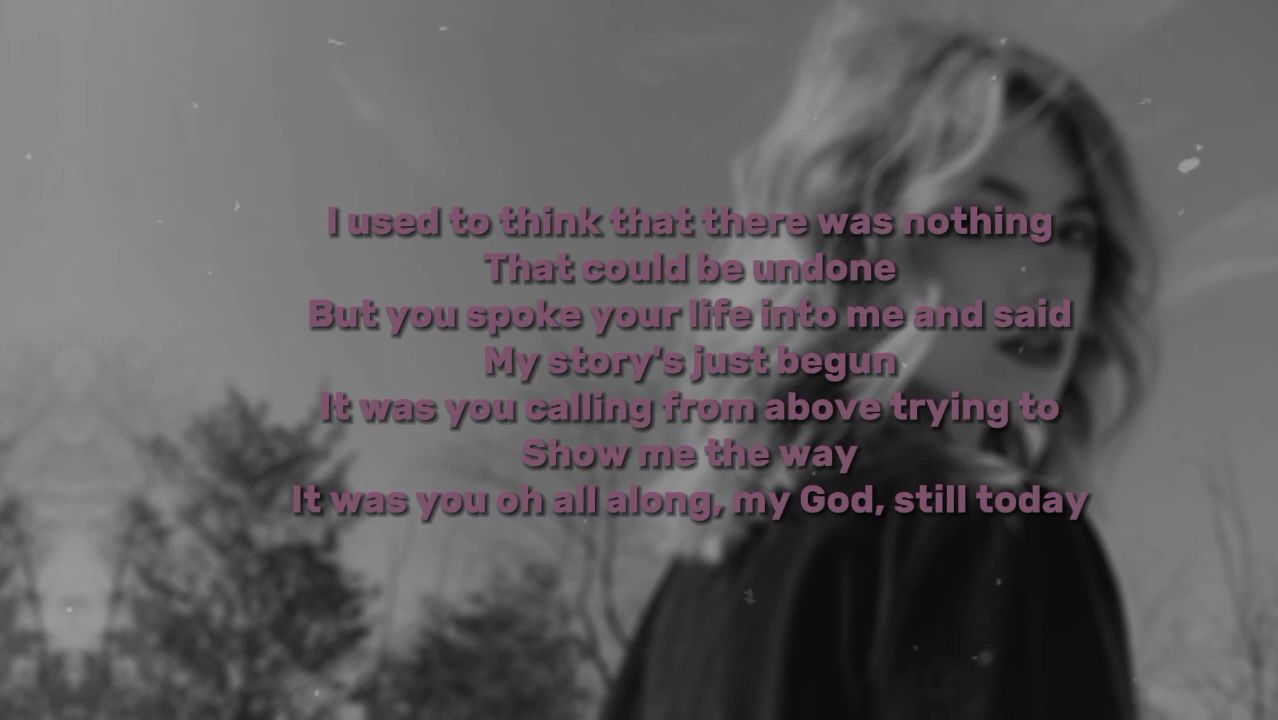 I used to think that there was nothing
That could be undone
But you spoke your life into me and said
My story's just begun
It was you calling from above trying to
Show me the way
It was you oh all along, my God, still today